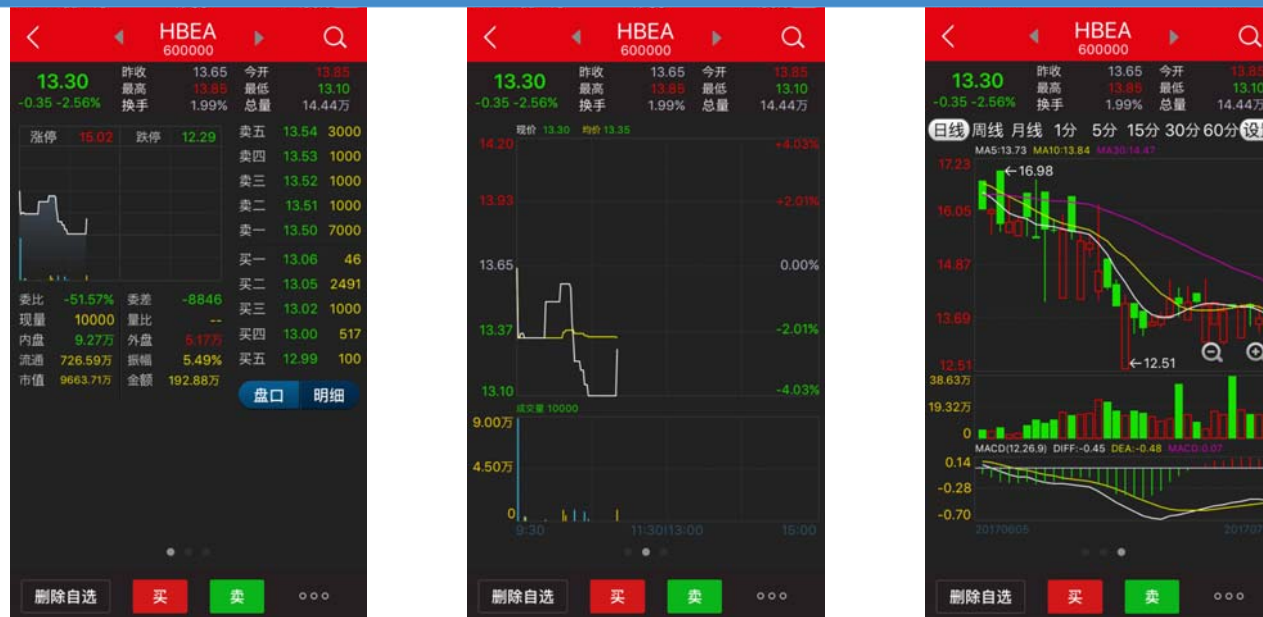 HBEA
600000
13.30
-0.35 -2.56%
昨收 13.65 今开 13.85
最高 13.85 最低 13.10
换手 1.99% 总量 14.44万
涨停 15.02 跌停 12.29
卖五 13.54 3000
卖四 13.53 1000
卖三 13.52 1000
卖二 13.51 1000
卖一 13.50 7000
买一 13.06 46
买二 13.05 2491
买三 13.02 1000
买四 13.00 517
买五 12.99 100
委比 -51.57% 委差 -8846
现量 10000 量比 --
内盘 9.27万 外盘 5.17万
流通 726.59万 振幅 5.49%
市值 9663.71万 金额 192.88万
盘口 明细
删除自选 买 卖
HBEA
600000
13.30
-0.35 -2.56%
昨收 13.65 今开 13.85
最高 13.85 最低 13.10
换手 1.99% 总量 14.44万
现价 13.30 均价 13.35
14.20 +4.03%
13.93 +2.01%
13.65 0.00%
13.37 -2.01%
13.10 -4.03%
成交量 10000
9.00万
4.50万
0
9:30 11:30|13:00 15:00
删除自选 买 卖
HBEA
600000
13.30
-0.35 -2.56%
昨收 13.65 今开 13.85
最高 13.85 最低 13.10
换手 1.99% 总量 14.44万
日线 周线 月线 1分 5分 15分 30分 60分
MA5:13.73 MA10:13.84 MA30:14.47
17.23
←16.98
16.05
14.87
13.69
12.51
←12.51
38.63万
19.32万
0
MACD(12,26,9) DIFF:-0.45 DEA:-0.48 MACD:0.07
0.14
-0.28
-0.70
20170605 201707
删除自选 买 卖